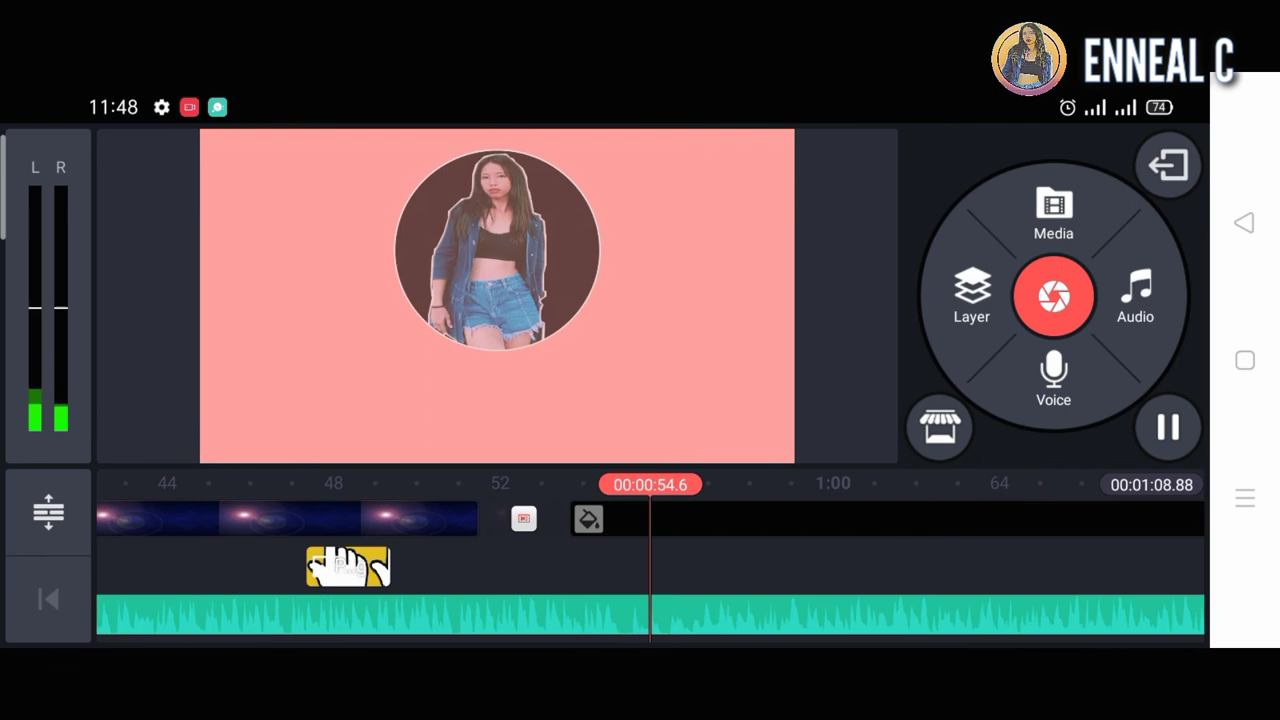 ENNEAL C
11:48
74
L R
Media
Layer
Audio
Voice
44 48 52 00:00:54.6 1:00 64 00:01:08.88